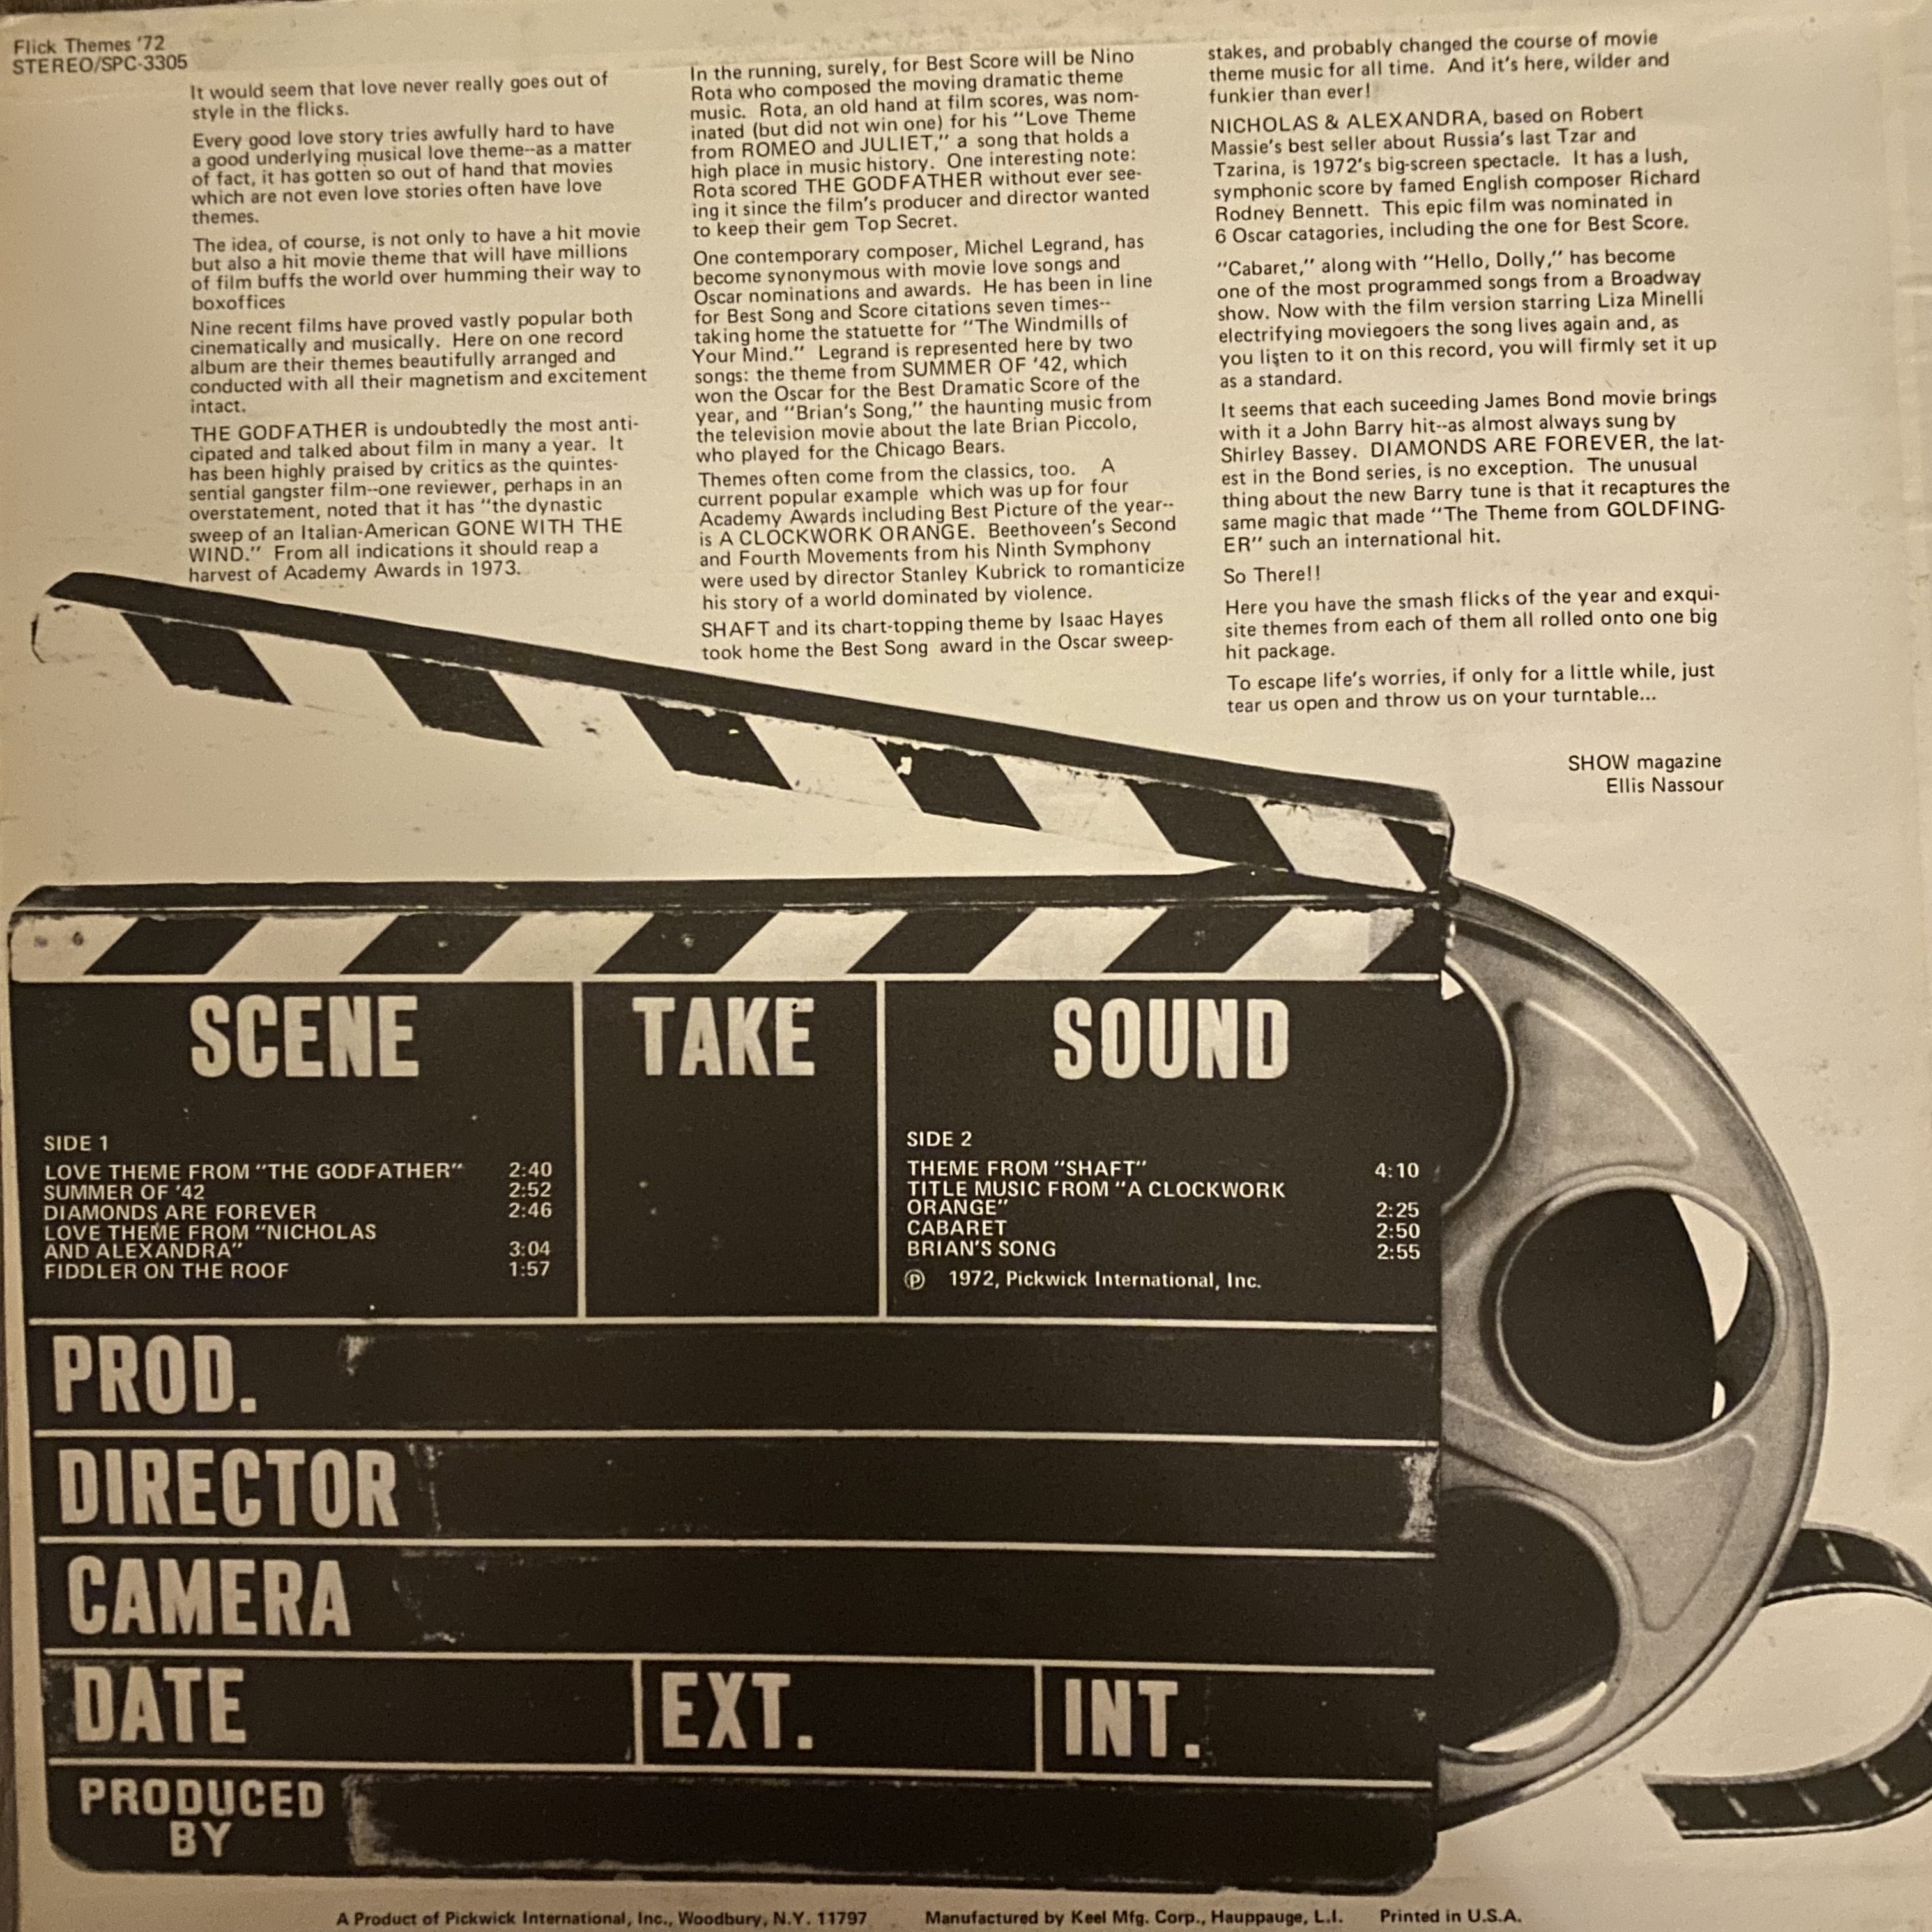 Flick Themes '72
STEREO/SPC-3305
It would seem that love never really goes out of
style in the flicks.
Every good love story tries awfully hard to have
a good underlying musical love theme--as a matter
of fact, it has gotten so out of hand that movies
which are not even love stories often have love
themes.
The idea, of course, is not only to have a hit movie
but also a hit movie theme that will have millions
of film buffs the world over humming their way to
boxoffices
Nine recent films have proved vastly popular both
cinematically and musically. Here on one record
album are their themes beautifully arranged and
conducted with all their magnetism and excitement
intact.
THE GODFATHER is undoubtedly the most anti-
cipated and talked about film in many a year. It
has been highly praised by critics as the quintes-
sential gangster film--one reviewer, perhaps in an
overstatement, noted that it has "the dynastic
sweep of an Italian-American GONE WITH THE
WIND." From all indications it should reap a
harvest of Academy Awards in 1973.
In the running, surely, for Best Score will be Nino
Rota who composed the moving dramatic theme
music. Rota, an old hand at film scores, was nom-
inated (but did not win one) for his "Love Theme
from ROMEO and JULIET," a song that holds a
high place in music history. One interesting note:
Rota scored THE GODFATHER without ever see-
ing it since the film's producer and director wanted
to keep their gem Top Secret.
One contemporary composer, Michel Legrand, has
become synonymous with movie love songs and
Oscar nominations and awards. He has been in line
for Best Song and Score citations seven times--
taking home the statuette for "The Windmills of
Your Mind." Legrand is represented here by two
songs: the theme from SUMMER OF '42, which
won the Oscar for the Best Dramatic Score of the
year, and "Brian's Song," the haunting music from
the television movie about the late Brian Piccolo,
who played for the Chicago Bears.
Themes often come from the classics, too. A
current popular example which was up for four
Academy Awards including Best Picture of the year--
is A CLOCKWORK ORANGE. Beethoveen's Second
and Fourth Movements from his Ninth Symphony
were used by director Stanley Kubrick to romanticize
his story of a world dominated by violence.
SHAFT and its chart-topping theme by Isaac Hayes
took home the Best Song award in the Oscar sweep-
stakes, and probably changed the course of movie
theme music for all time. And it's here, wilder and
funkier than ever!
NICHOLAS & ALEXANDRA, based on Robert
Massie's best seller about Russia's last Tzar and
Tzarina, is 1972's big-screen spectacle. It has a lush,
symphonic score by famed English composer Richard
Rodney Bennett. This epic film was nominated in
6 Oscar catagories, including the one for Best Score.
"Cabaret," along with "Hello, Dolly," has become
one of the most programmed songs from a Broadway
show. Now with the film version starring Liza Minelli
electrifying moviegoers the song lives again and, as
you listen to it on this record, you will firmly set it up
as a standard.
It seems that each suceeding James Bond movie brings
with it a John Barry hit--as almost always sung by
Shirley Bassey. DIAMONDS ARE FOREVER, the lat-
est in the Bond series, is no exception. The unusual
thing about the new Barry tune is that it recaptures the
same magic that made "The Theme from GOLDFING-
ER" such an international hit.
So There!!
Here you have the smash flicks of the year and exqui-
site themes from each of them all rolled onto one big
hit package.
To escape life's worries, if only for a little while, just
tear us open and throw us on your turntable...
SHOW magazine
Ellis Nassour
SCENE
TAKE
SOUND
SIDE 1
LOVE THEME FROM "THE GODFATHER" 2:40
SUMMER OF '42 2:52
DIAMONDS ARE FOREVER 2:46
LOVE THEME FROM "NICHOLAS
AND ALEXANDRA" 3:04
FIDDLER ON THE ROOF 1:57
SIDE 2
THEME FROM "SHAFT" 4:10
TITLE MUSIC FROM "A CLOCKWORK
ORANGE" 2:25
CABARET 2:50
BRIAN'S SONG 2:55
Ⓟ 1972, Pickwick International, Inc.
PROD.
DIRECTOR
CAMERA
DATE
EXT.
INT.
PRODUCED
BY
A Product of Pickwick International, Inc., Woodbury, N.Y. 11797 Manufactured by Keel Mfg. Corp., Hauppauge, L.I. Printed in U.S.A.